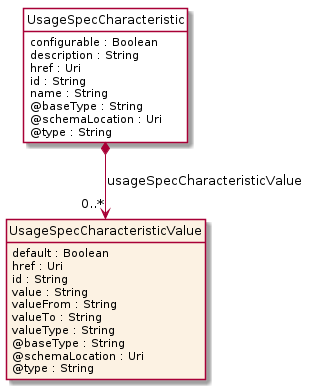 UsageSpecCharacteristic
configurable : Boolean
description : String
href : Uri
id : String
name : String
@baseType : String
@schemaLocation : Uri
@type : String
usageSpecCharacteristicValue
0..*
UsageSpecCharacteristicValue
default : Boolean
href : Uri
id : String
value : String
valueFrom : String
valueTo : String
valueType : String
@baseType : String
@schemaLocation : Uri
@type : String